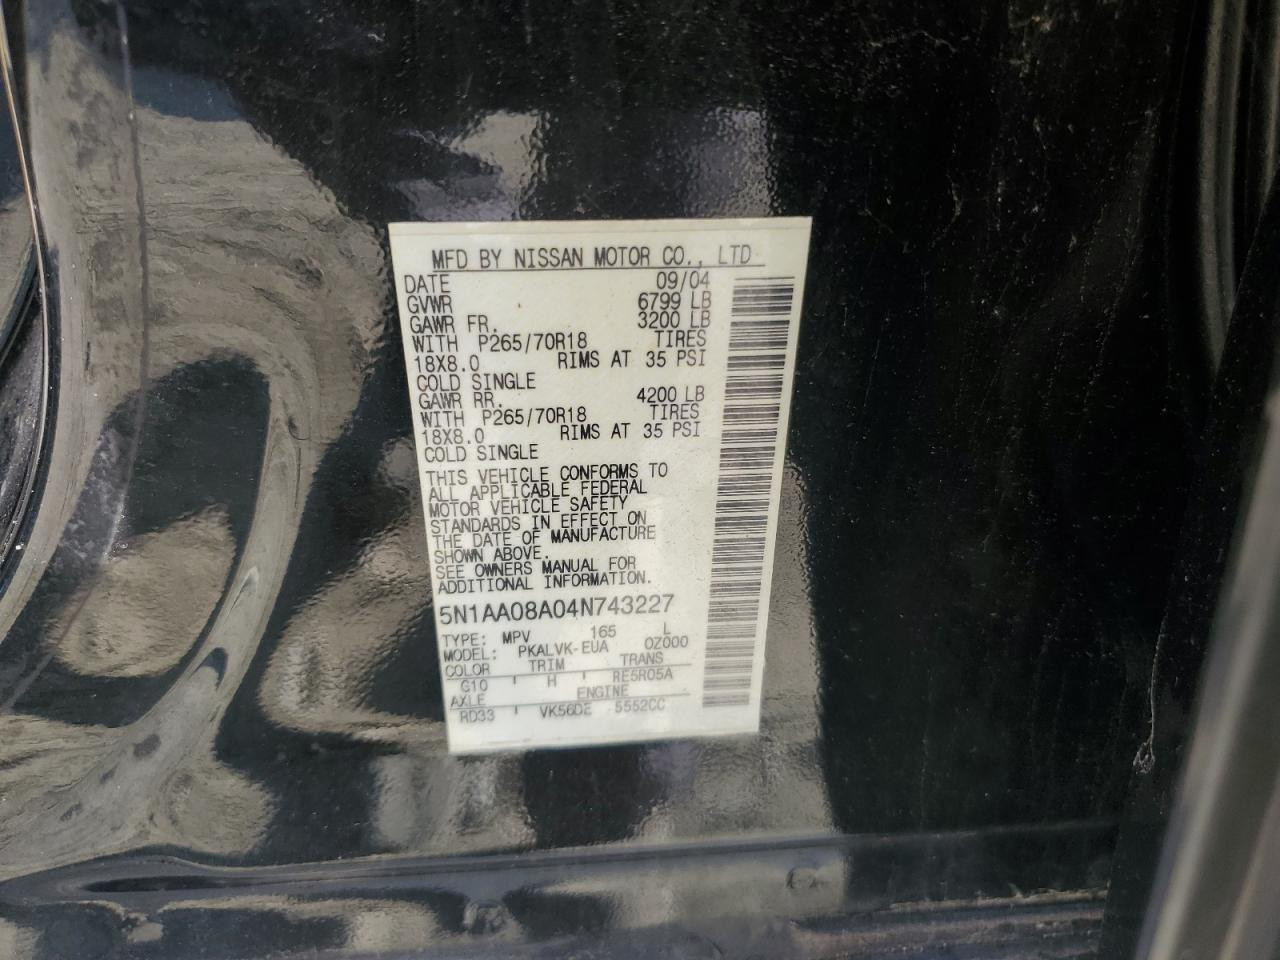 MFD BY NISSAN MOTOR CO., LTD
DATE 09/04
GVWR 6799 LB
GAWR FR. 3200 LB
WITH P265/70R18 TIRES
18X8.0 RIMS AT 35 PSI
COLD SINGLE
GAWR RR. 4200 LB
WITH P265/70R18 TIRES
18X8.0 RIMS AT 35 PSI
COLD SINGLE
THIS VEHICLE CONFORMS TO
ALL APPLICABLE FEDERAL
MOTOR VEHICLE SAFETY
STANDARDS IN EFFECT ON
THE DATE OF MANUFACTURE
SHOWN ABOVE.
SEE OWNERS MANUAL FOR
ADDITIONAL INFORMATION.
5N1AA08A04N743227
TYPE: MPV 165 L
MODEL: PKALVK-EUA 0Z000
COLOR TRIM TRANS
G10 H RE5R05A
AXLE ENGINE
RD33 VK56DE 5552CC